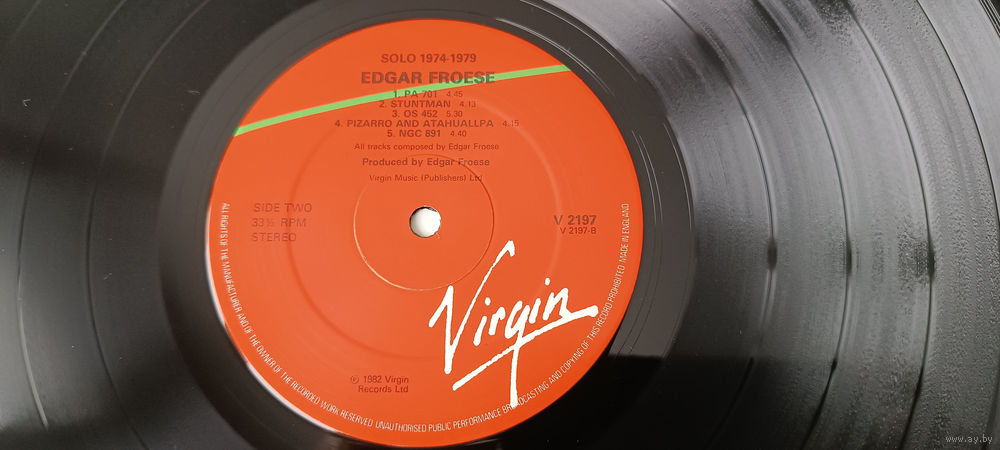 SOLO 1974-1979
EDGAR FROESE
1. PA 701 4.45
2. STUNTMAN 4.13
3. OS 452 5.30
4. PIZARRO AND ATAHUALLPA 4.15
5. NGC 891 4.40
All tracks composed by Edgar Froese
Produced by Edgar Froese
Virgin Music (Publishers) Ltd
SIDE TWO
33⅓ RPM
STEREO
V 2197
V 2197-B
Virgin
℗ 1982 Virgin
Records Ltd
ALL RIGHTS OF THE MANUFACTURER AND OF THE OWNER OF THE RECORDED WORK RESERVED UNAUTHORISED PUBLIC PERFORMANCE BROADCASTING AND COPYING OF THIS RECORD PROHIBITED. MADE IN ENGLAND
www.ay.by